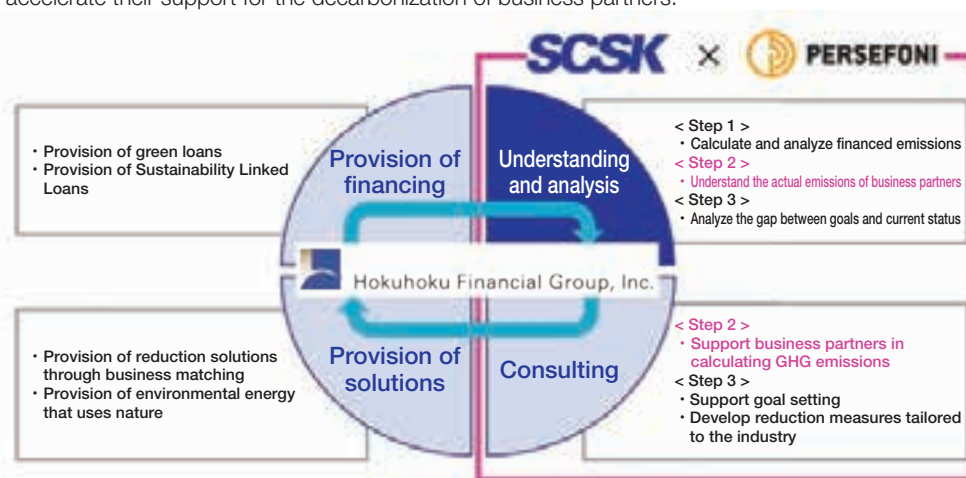 accelerate their support for the decarbonization of business partners.
SCSK × PERSEFONI
・Provision of green loans
・Provision of Sustainability Linked
Loans
Provision of
financing
Understanding
and analysis
< Step 1 >
・Calculate and analyze financed emissions
< Step 2 >
・Understand the actual emissions of business partners
< Step 3 >
・Analyze the gap between goals and current status
Hokuhoku Financial Group, Inc.
・Provision of reduction solutions
through business matching
・Provision of environmental energy
that uses nature
Provision of
solutions
Consulting
< Step 2 >
・Support business partners in
calculating GHG emissions
< Step 3 >
・Support goal setting
・Develop reduction measures tailored
to the industry